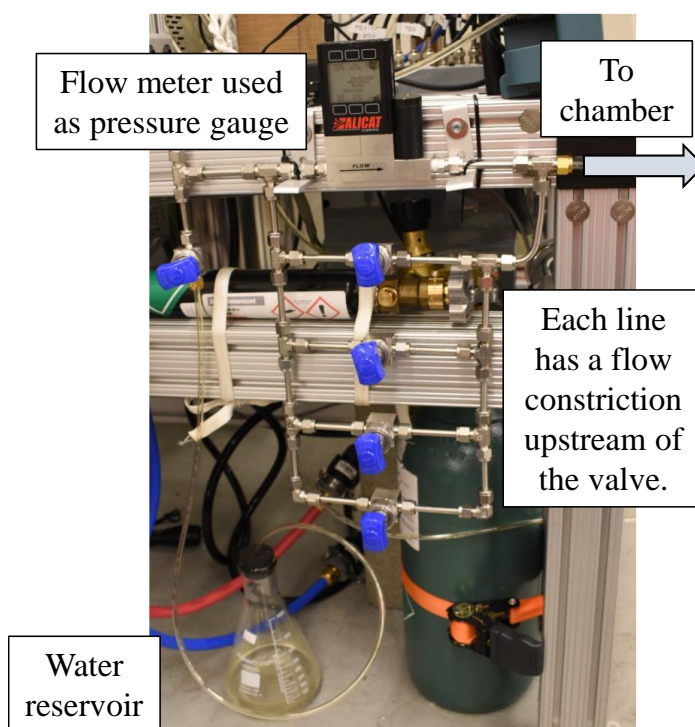 Flow meter used
as pressure gauge
To
chamber
ALICAT
FLOW
Each line
has a flow
constriction
upstream of
the valve.
Water
reservoir